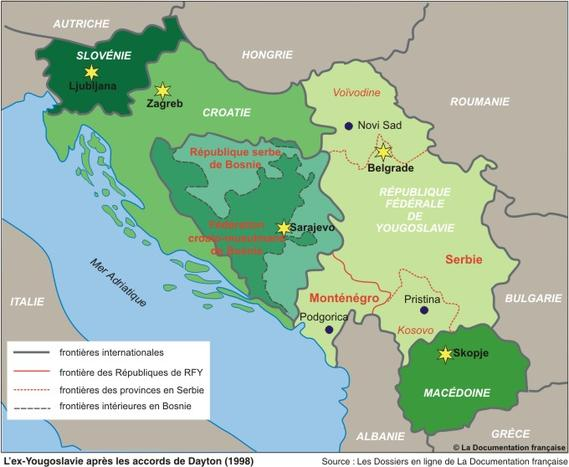 AUTRICHE
HONGRIE
SLOVÉNIE
Ljubljana
Zagreb
CROATIE
Voïvodine
ROUMANIE
Novi Sad
Belgrade
République serbe
de Bosnie
RÉPUBLIQUE
FÉDÉRALE
DE
YOUGOSLAVIE
Fédération
croato-musulmane
de Bosnie
Sarajevo
Serbie
Mer Adriatique
ITALIE
Monténégro
Pristina
BULGARIE
Podgorica
Kosovo
Skopje
MACÉDOINE
ALBANIE
GRÈCE
frontières internationales
frontière des Républiques de RFY
frontières des provinces en Serbie
frontières intérieures en Bosnie
© La Documentation française
L'ex-Yougoslavie après les accords de Dayton (1998)
Source : Les Dossiers en ligne de La Documentation française